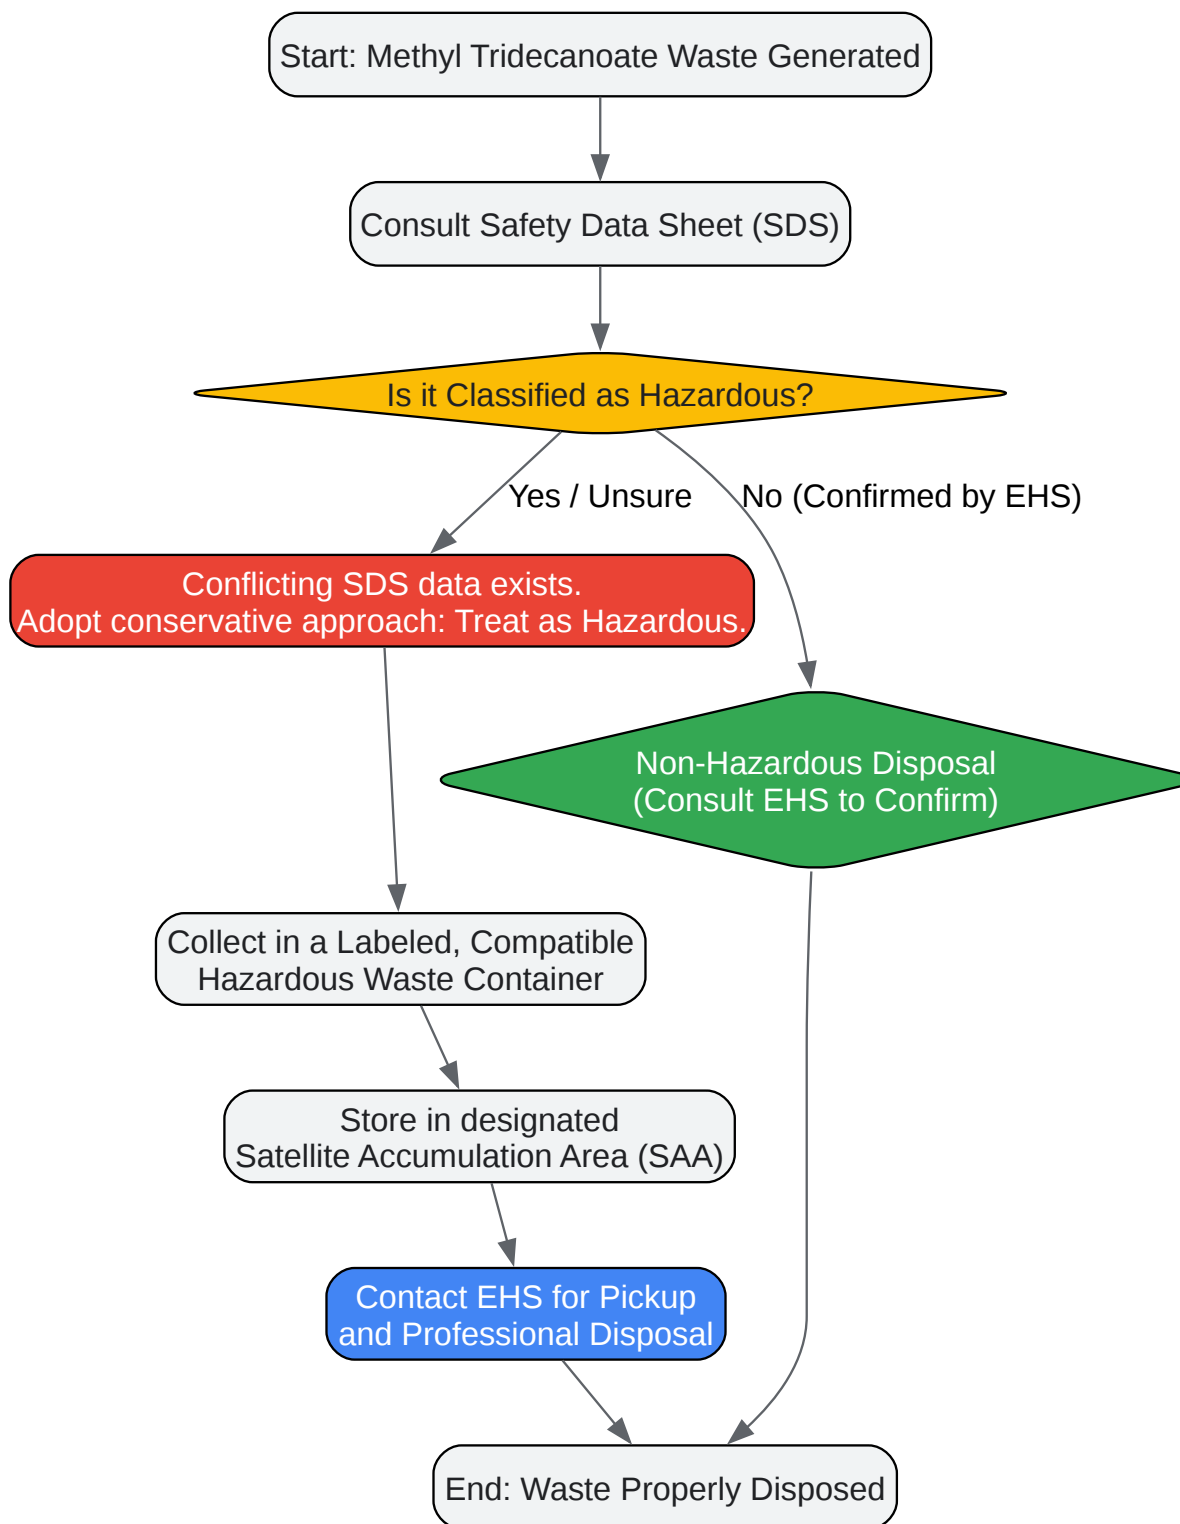 Start: Methyl Tridecanoate Waste Generated
Consult Safety Data Sheet (SDS)
Is it Classified as Hazardous?
Yes / Unsure
No (Confirmed by EHS)
Conflicting SDS data exists.
Adopt conservative approach: Treat as Hazardous.
Non-Hazardous Disposal
(Consult EHS to Confirm)
Collect in a Labeled, Compatible
Hazardous Waste Container
Store in designated
Satellite Accumulation Area (SAA)
Contact EHS for Pickup
and Professional Disposal
End: Waste Properly Disposed